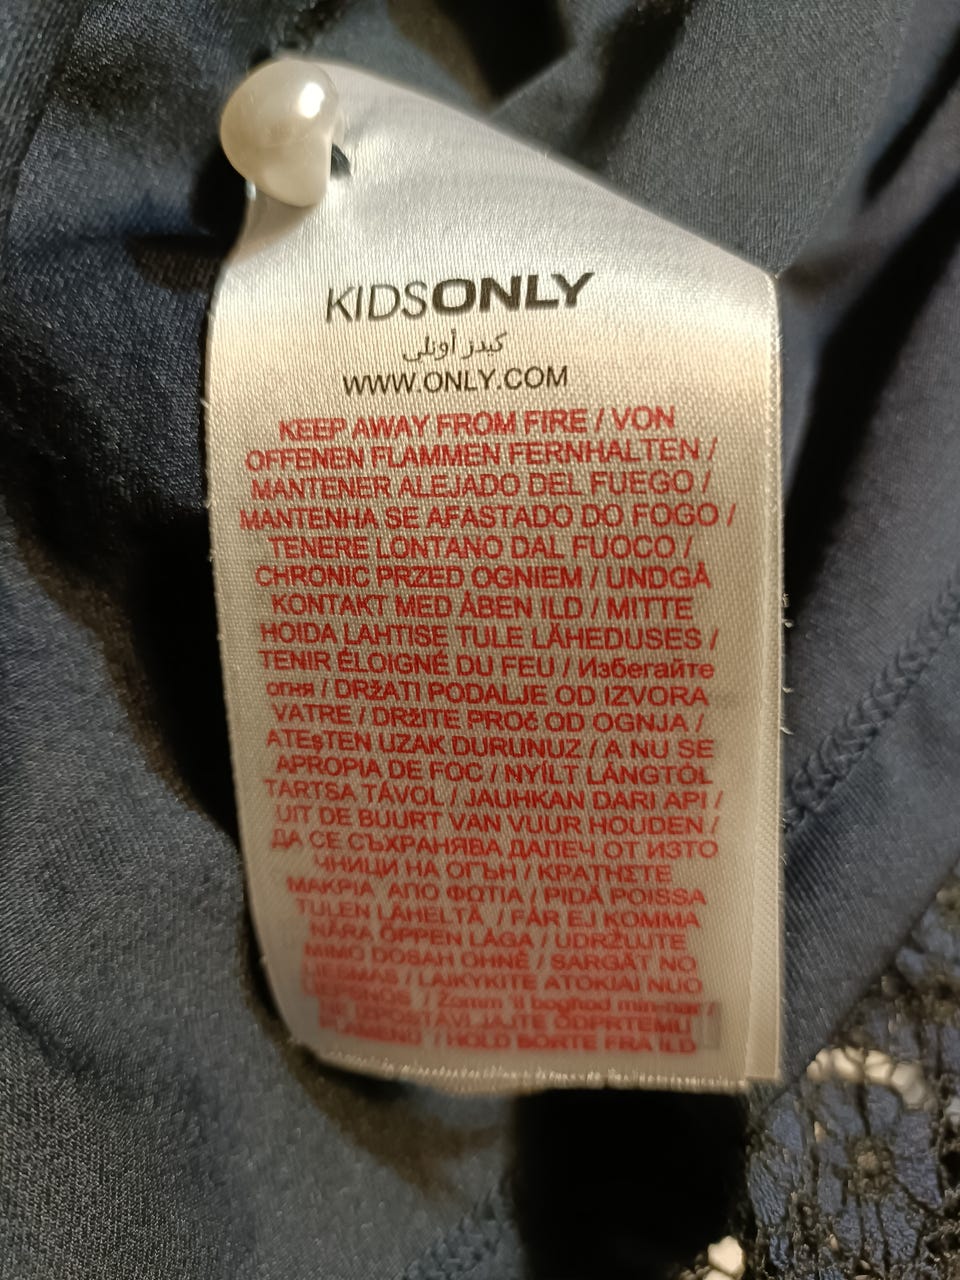 KIDSONLY
كيدز أونلي
WWW.ONLY.COM
KEEP AWAY FROM FIRE / VON
OFFENEN FLAMMEN FERNHALTEN /
MANTENER ALEJADO DEL FUEGO /
MANTENHA SE AFASTADO DO FOGO /
TENERE LONTANO DAL FUOCO /
CHRONIC PRZED OGNIEM / UNDGÅ
KONTAKT MED ÅBEN ILD / MITTE
HOIDA LAHTISE TULE LÄHEDUSES /
TENIR ÉLOIGNÉ DU FEU / Избегайте
огня / DRžATI PODALJE OD IZVORA
VATRE / DRžITE PROč OD OGNJA /
ATEşTEN UZAK DURUNUZ / A NU SE
APROPIA DE FOC / NYÍLT LÁNGTÓL
TARTSA TÁVOL / JAUHKAN DARI API /
UIT DE BUURT VAN VUUR HOUDEN /
ДА СЕ СЪХРАНЯВА ДАЛЕЧ ОТ ИЗТО
ЧНИЦИ НА ОГЪН / ΚΡΑΤΗΣΤΕ
ΜΑΚΡΙΑ ΑΠΟ ΦΩΤΙΑ / PIDÄ POISSA
TULEN LÄHELTÄ / FÅR EJ KOMMA
NÄRA ÖPPEN LÅGA / UDRŽUJTE
MIMO DOSAH OHNĚ / SARGĀT NO
LIESMAS / LAIKYKITE ATOKIAI NUO
LIEPSNOS / Żomm 'il bogħod min-nar /
NE IZPOSTAVLJAJTE ODPRTEMU
PLAMENU / HOLD BORTE FRA ILD